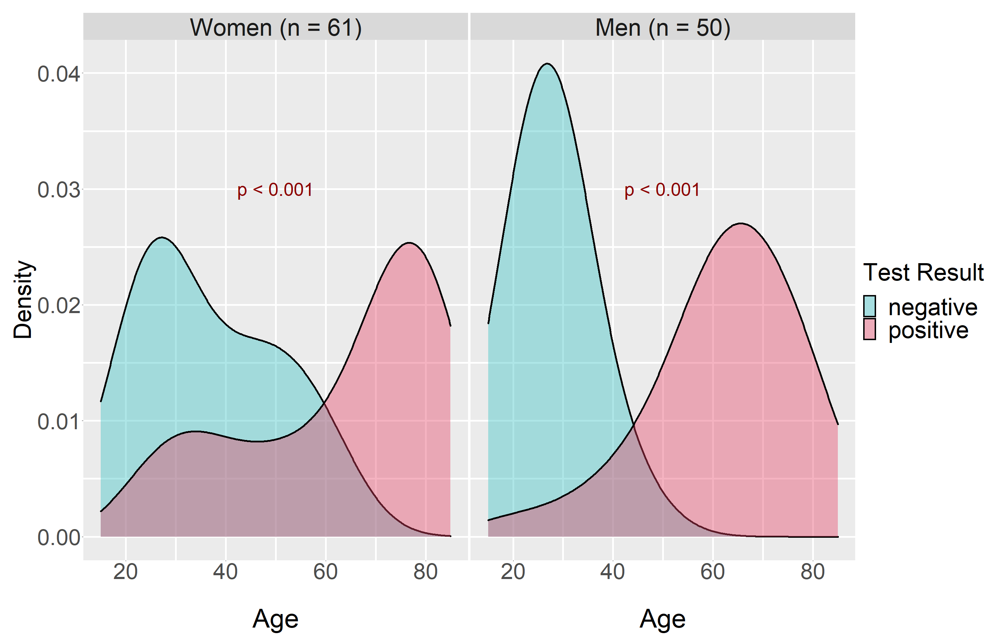 Women (n = 61)
Men (n = 50)
0.04
0.03
0.02
0.01
0.00
Density
p < 0.001
p < 0.001
20 40 60 80
20 40 60 80
Age
Age
Test Result
negative
positive